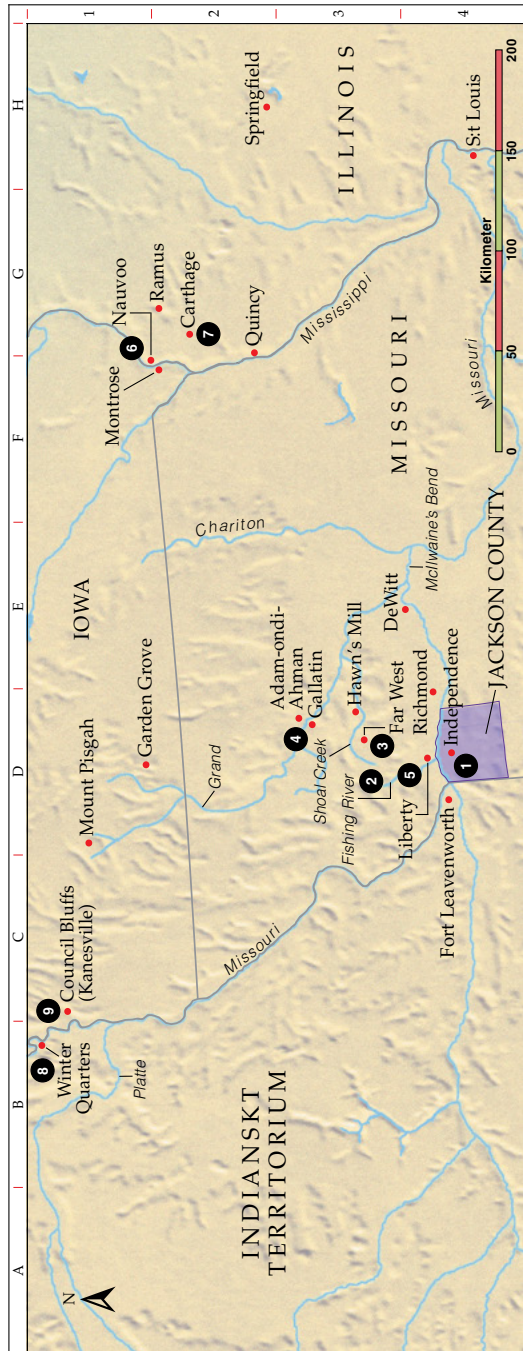 A
B
C
D
E
F
G
H
1
2
3
4
N
8
Winter
Quarters
9
Council Bluffs
(Kanesville)
Platte
Mount Pisgah
Garden Grove
IOWA
Grand
Missouri
INDIANSKT
TERRITORIUM
4
Adam-ondi-
Ahman
Gallatin
Shoal Creek
Hawn's Mill
2
Fishing River
3
Far West
5
Liberty
Richmond
Fort Leavenworth
1
Independence
JACKSON COUNTY
DeWitt
McIlwaine's Bend
Chariton
6
Nauvoo
Montrose
Ramus
Carthage
7
Quincy
Mississippi
MISSOURI
Missouri
Springfield
ILLINOIS
S:t Louis
Kilometer
0
50
100
150
200